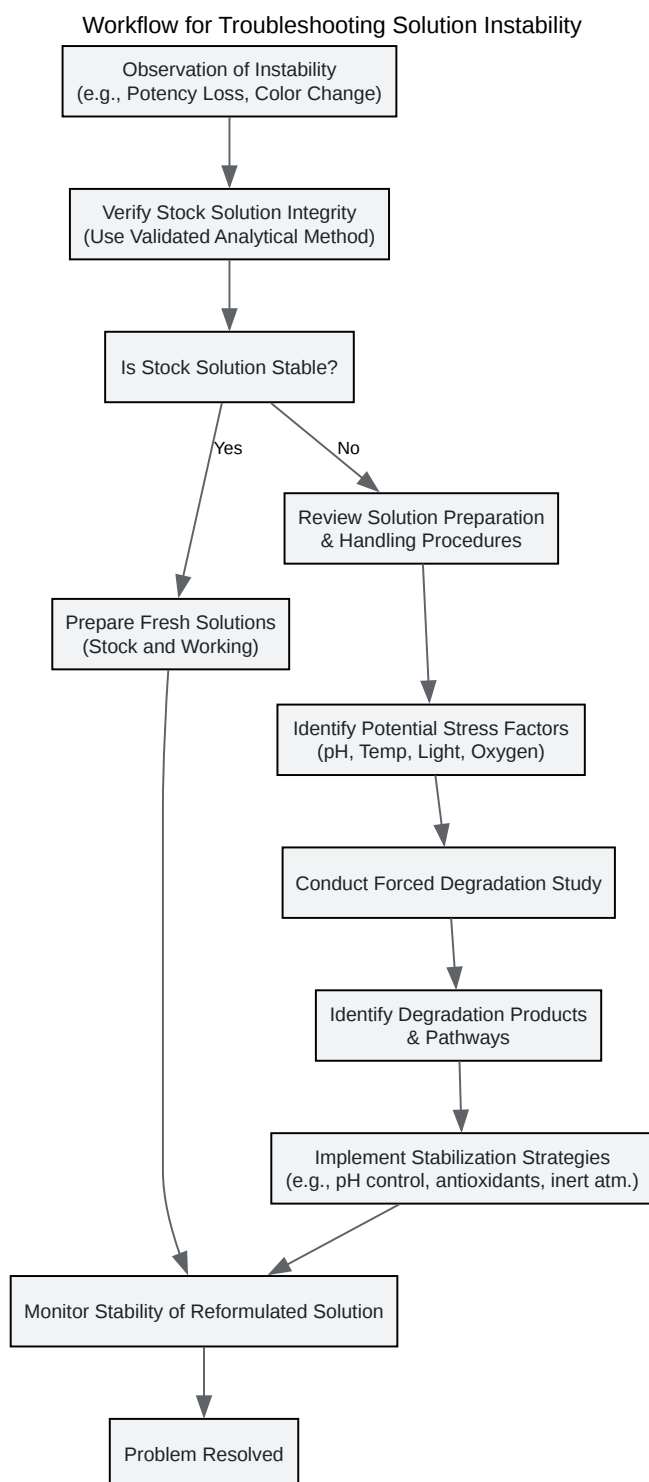 Workflow for Troubleshooting Solution Instability
Observation of Instability
(e.g., Potency Loss, Color Change)
Verify Stock Solution Integrity
(Use Validated Analytical Method)
Is Stock Solution Stable?
Yes
No
Review Solution Preparation
& Handling Procedures
Prepare Fresh Solutions
(Stock and Working)
Identify Potential Stress Factors
(pH, Temp, Light, Oxygen)
Conduct Forced Degradation Study
Identify Degradation Products
& Pathways
Implement Stabilization Strategies
(e.g., pH control, antioxidants, inert atm.)
Monitor Stability of Reformulated Solution
Problem Resolved